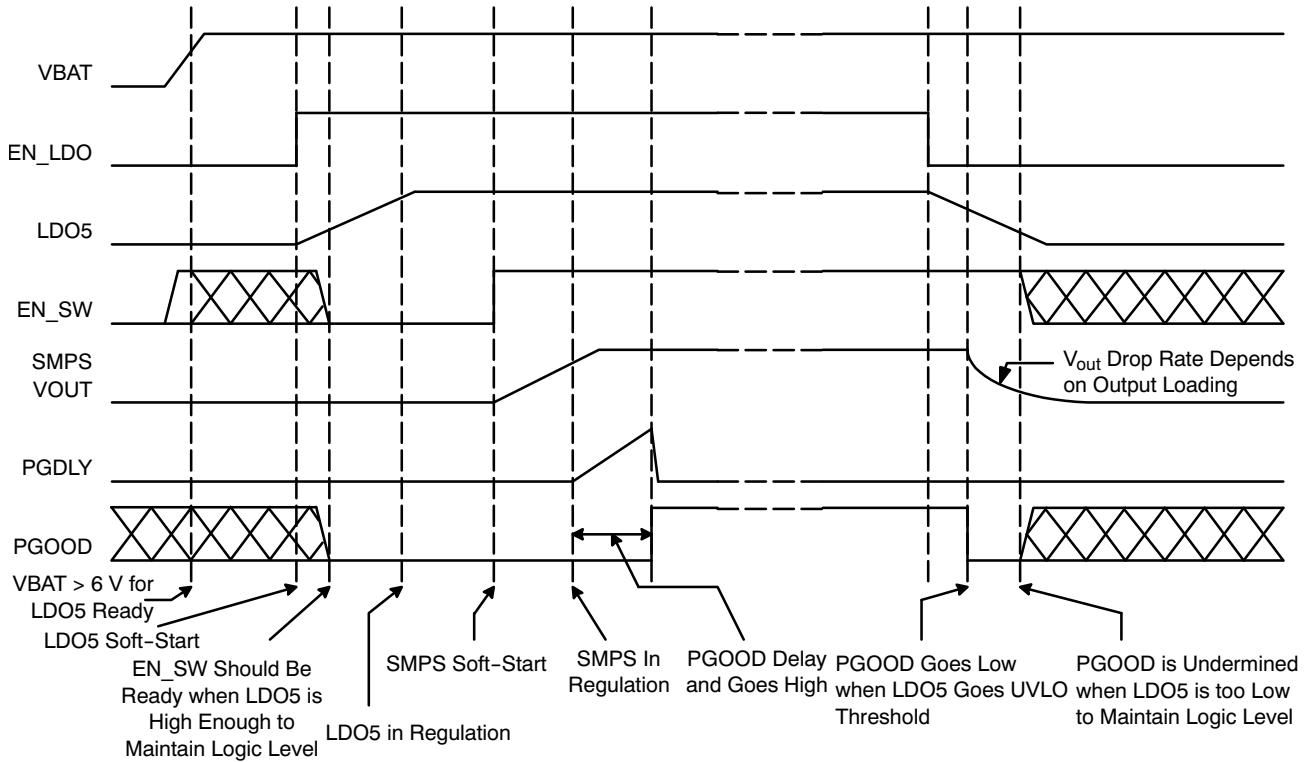 VBAT
EN_LDO
LDO5
EN_SW
SMPS
VOUT
V_out Drop Rate Depends
on Output Loading
PGDLY
PGOOD
VBAT > 6 V for
LDO5 Ready
LDO5 Soft-Start
EN_SW Should Be
Ready when LDO5 is
High Enough to
Maintain Logic Level
LDO5 in Regulation
SMPS Soft-Start
SMPS In
Regulation
PGOOD Delay
and Goes High
PGOOD Goes Low
when LDO5 Goes UVLO
Threshold
PGOOD is Undermined
when LDO5 is too Low
to Maintain Logic Level